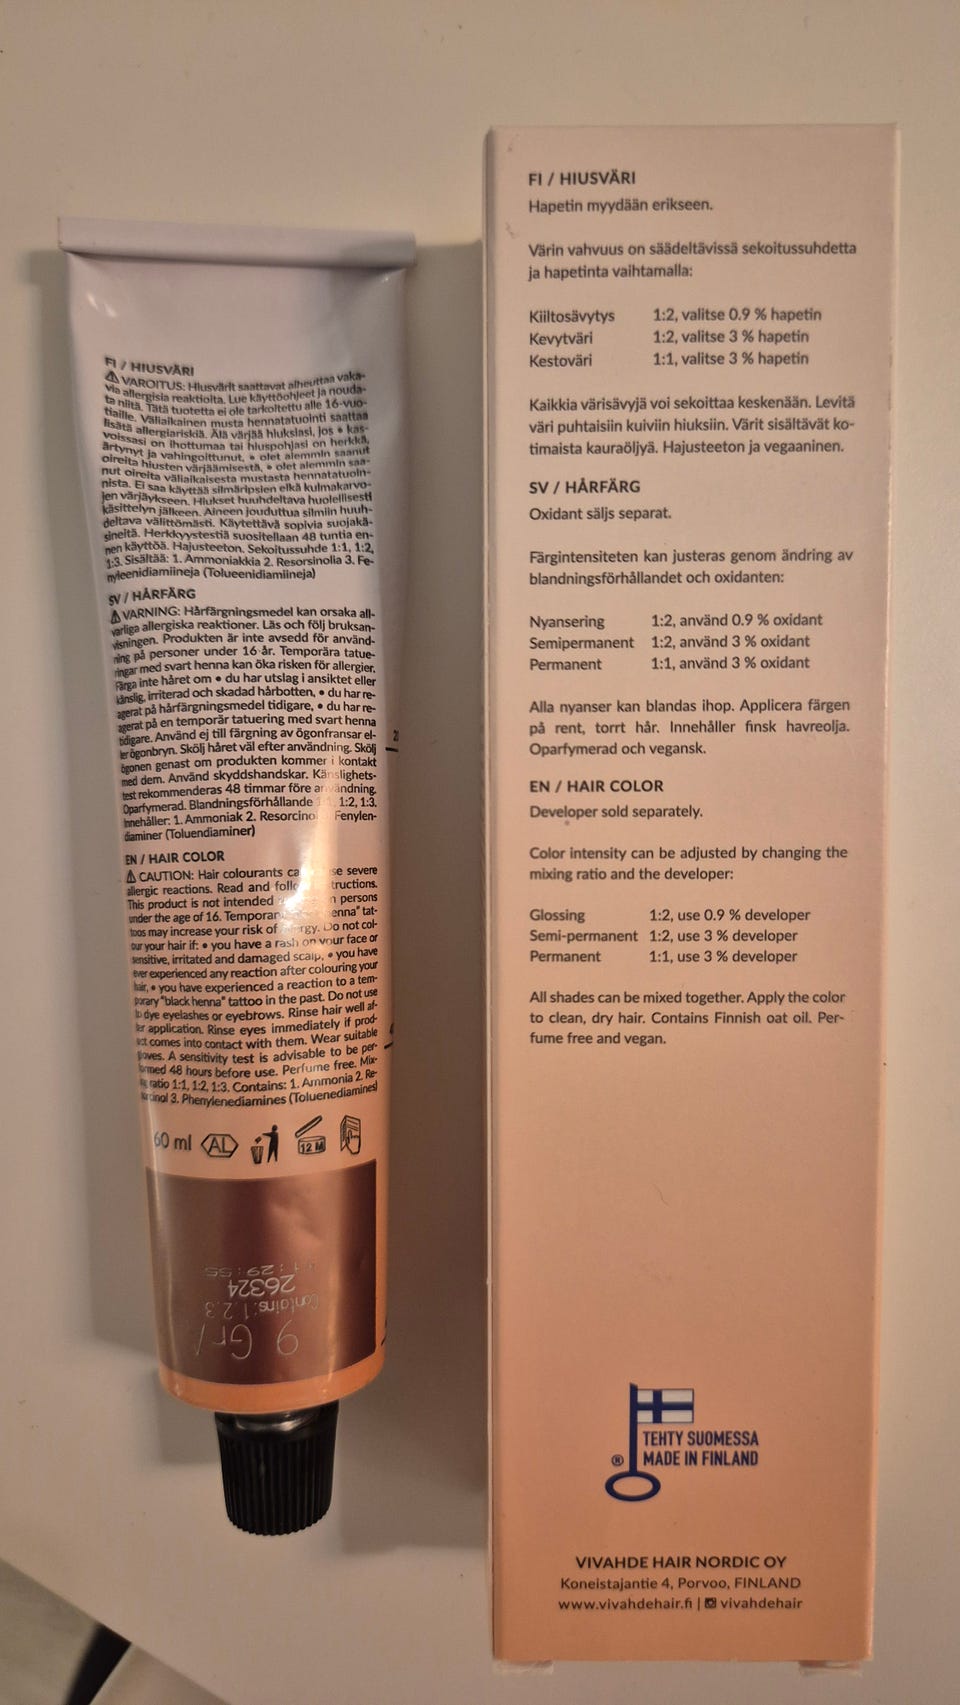 FI / HIUSVÄRI
⚠ VAROITUS: Hiusvärit saattavat aiheuttaa vaka-
via allergisia reaktioita. Lue käyttöohjeet ja nouda-
ta niitä. Tätä tuotetta ei ole tarkoitettu alle 16-vuo-
tiaille. Väliaikainen musta hennatatuointi saattaa
lisätä allergiariskiä. Älä värjää hiuksiasi, jos • kas-
voissasi on ihottumaa tai hiuspohjasi on herkkä,
ärtynyt ja vahingoittunut, • olet aiemmin saanut
oireita hiusten värjäämisestä, • olet aiemmin saa-
nut oireita väliaikaisesta mustasta hennatatuoin-
nista. Ei saa käyttää silmäripsien eikä kulmakarvo-
jen värjäykseen. Hiukset huuhdeltava huolellisesti
käsittelyn jälkeen. Aineen jouduttua silmiin huuh-
deltava välittömästi. Käytettävä sopivia suojakä-
sineitä. Herkkyystestiä suositellaan 48 tuntia en-
nen käyttöä. Hajusteeton. Sekoitussuhde 1:1, 1:2,
1:3. Sisältää: 1. Ammoniakkia 2. Resorsinolia 3. Fe-
nyleenidiamiineja (Tolueenidiamiineja)
SV / HÅRFÄRG
⚠ VARNING: Hårfärgningsmedel kan orsaka all-
varliga allergiska reaktioner. Läs och följ bruksan-
visningen. Produkten är inte avsedd för använd-
ning på personer under 16 år. Temporära tatue-
ringar med svart henna kan öka risken för allergier.
Färga inte håret om • du har utslag i ansiktet eller
känslig, irriterad och skadad hårbotten, • du har re-
agerat på hårfärgningsmedel tidigare, • du har re-
agerat på en temporär tatuering med svart henna
tidigare. Använd ej till färgning av ögonfransar el-
ler ögonbryn. Skölj håret väl efter användning. Skölj
ögonen genast om produkten kommer i kontakt
med dem. Använd skyddshandskar. Känslighets-
test rekommenderas 48 timmar före användning.
Oparfymerad. Blandningsförhållande 1:1, 1:2, 1:3.
Innehåller: 1. Ammoniak 2. Resorcinol Fenylen-
diaminer (Toluendiaminer)
EN / HAIR COLOR
⚠ CAUTION: Hair colourants severe
allergic reactions. Read and
This product is not intended persons
under the age of 16. tat-
toos may increase your risk of Do not col-
our your hair if: • you have a rash on your face or
sensitive, irritated and damaged scalp, • you have
ever experienced any reaction after colouring your
hair, • you have experienced a reaction to a tem-
porary "black henna" tattoo in the past. Do not use
to dye eyelashes or eyebrows. Rinse hair well af-
ter application. Rinse eyes immediately if prod-
uct comes into contact with them. Wear suitable
gloves. A sensitivity test is advisable to be per-
formed 48 hours before use. Perfume free. Mix-
ing ratio 1:1, 1:2, 1:3. Contains: 1. Ammonia 2. Re-
sorcinol 3. Phenylenediamines (Toluenediamines)
60 ml AL 12 M
:29:55
26324
Contains: 1.2.3
9 Gr/
FI / HIUSVÄRI
Hapetin myydään erikseen.
Värin vahvuus on säädeltävissä sekoitussuhdetta
ja hapetinta vaihtamalla:
Kiiltosävytys 1:2, valitse 0.9 % hapetin
Kevytväri 1:2, valitse 3 % hapetin
Kestoväri 1:1, valitse 3 % hapetin
Kaikkia värisävyjä voi sekoittaa keskenään. Levitä
väri puhtaisiin kuiviin hiuksiin. Värit sisältävät ko-
timaista kauraöljyä. Hajusteeton ja vegaaninen.
SV / HÅRFÄRG
Oxidant säljs separat.
Färgintensiteten kan justeras genom ändring av
blandningsförhållandet och oxidanten:
Nyansering 1:2, använd 0.9 % oxidant
Semipermanent 1:2, använd 3 % oxidant
Permanent 1:1, använd 3 % oxidant
Alla nyanser kan blandas ihop. Applicera färgen
på rent, torrt hår. Innehåller finsk havreolja.
Oparfymerad och vegansk.
EN / HAIR COLOR
Developer sold separately.
Color intensity can be adjusted by changing the
mixing ratio and the developer:
Glossing 1:2, use 0.9 % developer
Semi-permanent 1:2, use 3 % developer
Permanent 1:1, use 3 % developer
All shades can be mixed together. Apply the color
to clean, dry hair. Contains Finnish oat oil. Per-
fume free and vegan.
TEHTY SUOMESSA
® MADE IN FINLAND
VIVAHDE HAIR NORDIC OY
Koneistajantie 4, Porvoo, FINLAND
www.vivahdehair.fi | vivahdehair